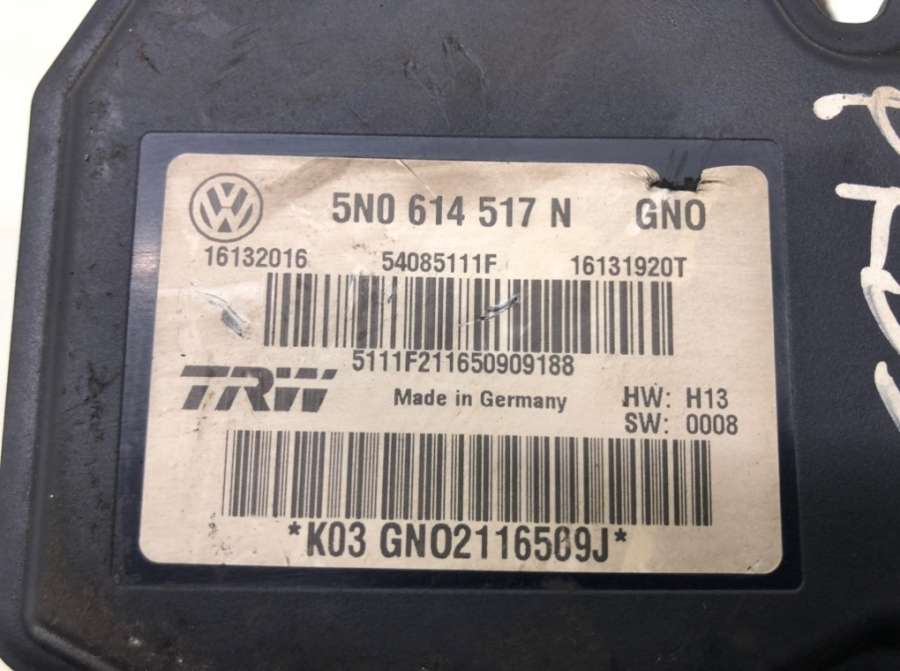 5N0 614 517 N GNO
16132016 54085111F 16131920T
5111F211650909188
TRW Made in Germany HW: H13
SW: 0008
*K03 GNO2116509J*